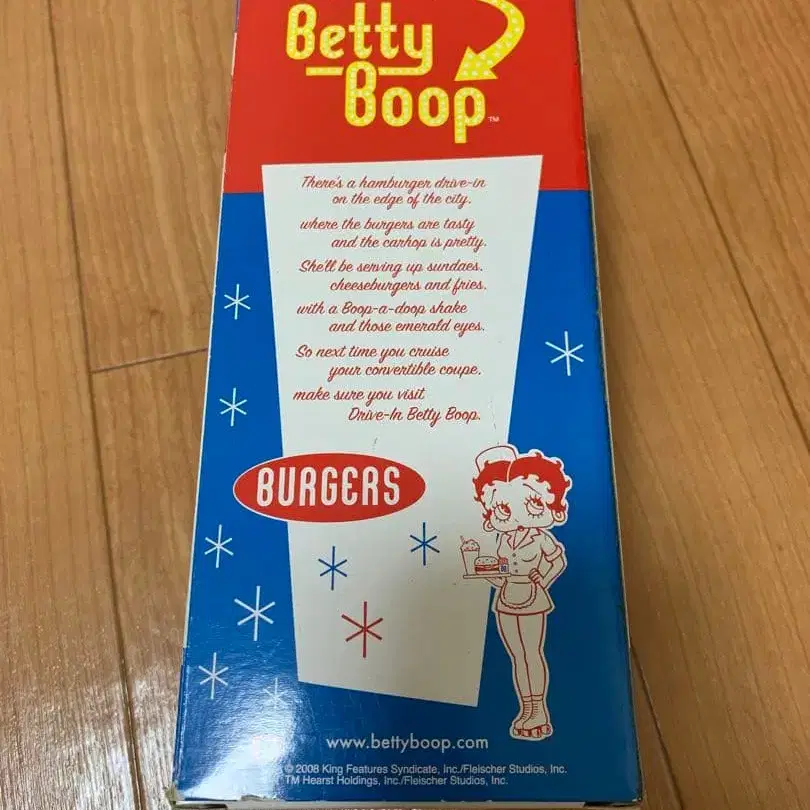 Betty
Boop™
There's a hamburger drive-in
on the edge of the city.
where the burgers are tasty
and the carhop is pretty.
She'll be serving up sundaes.
cheeseburgers and fries.
with a Boop-a-doop shake
and those emerald eyes.
So next time you cruise
your convertible coupe.
make sure you visit
Drive-In Betty Boop.
BURGERS
www.bettyboop.com
© 2008 King Features Syndicate, Inc./Fleischer Studios, Inc.
TM Hearst Holdings, Inc./Fleischer Studios, Inc.